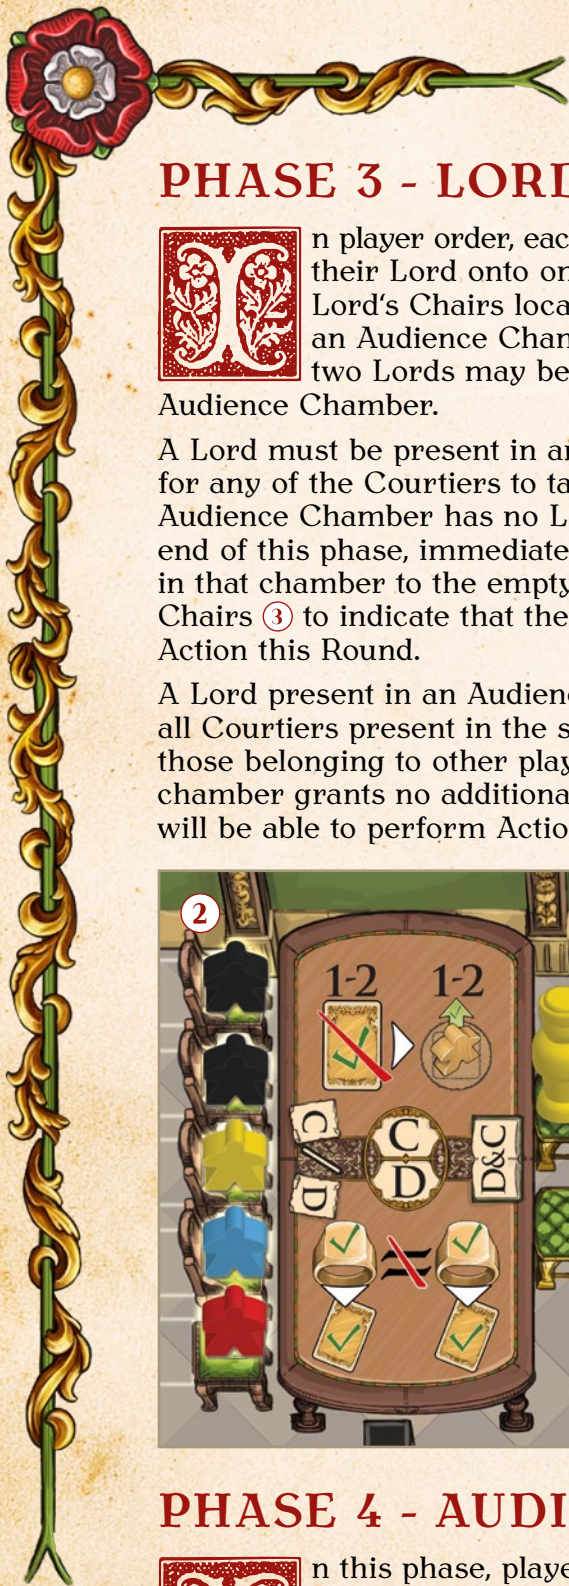 PHASE 3 - LORD
In player order, eac
their Lord onto on
Lord's Chairs loca
an Audience Cham
two Lords may be
Audience Chamber.
A Lord must be present in an
for any of the Courtiers to ta
Audience Chamber has no L
end of this phase, immediate
in that chamber to the empty
Chairs 3 to indicate that the
Action this Round.
A Lord present in an Audienc
all Courtiers present in the s
those belonging to other play
chamber grants no additiona
will be able to perform Actio
2
1-2 1-2
C / D
C
D
D&C
=
PHASE 4 - AUDI
In this phase, playe